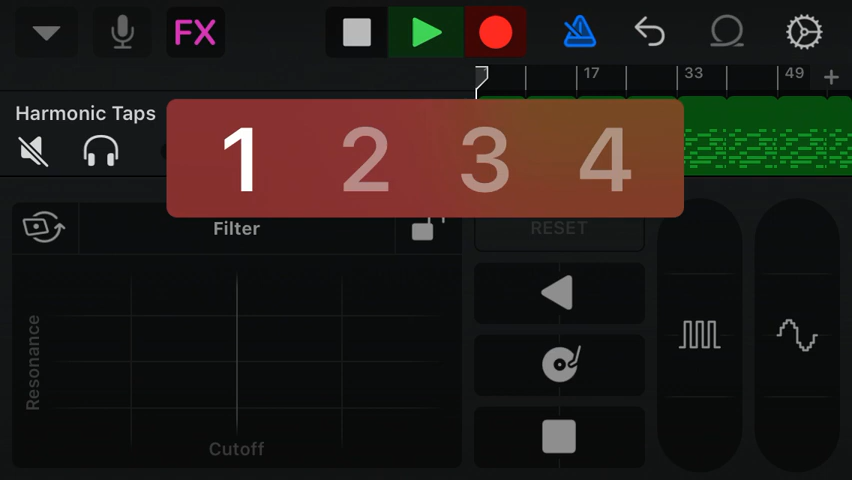 FX
17 33 49
Harmonic Taps
1 2 3 4
Filter
RESET
Resonance
Cutoff